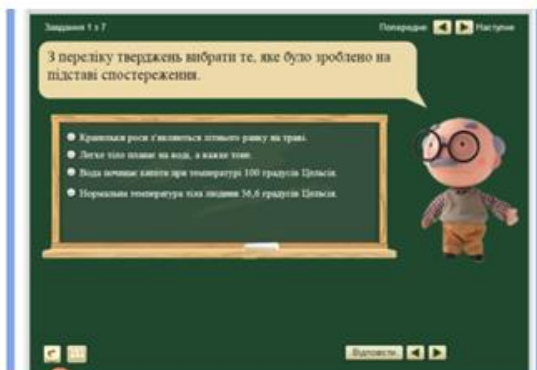 Завдання 1 з 7
Попереднє Наступне
З переліку тверджень вибрати те, яке було зроблено на
підставі спостереження.
Крапельки роси з'являються літнього ранку на траві.
Легке тіло плаває на воді, а важке тоне.
Вода починає кипіти при температурі 100 градусів Цельсія.
Нормальна температура тіла людини 36,6 градусів Цельсія.
Відповісти